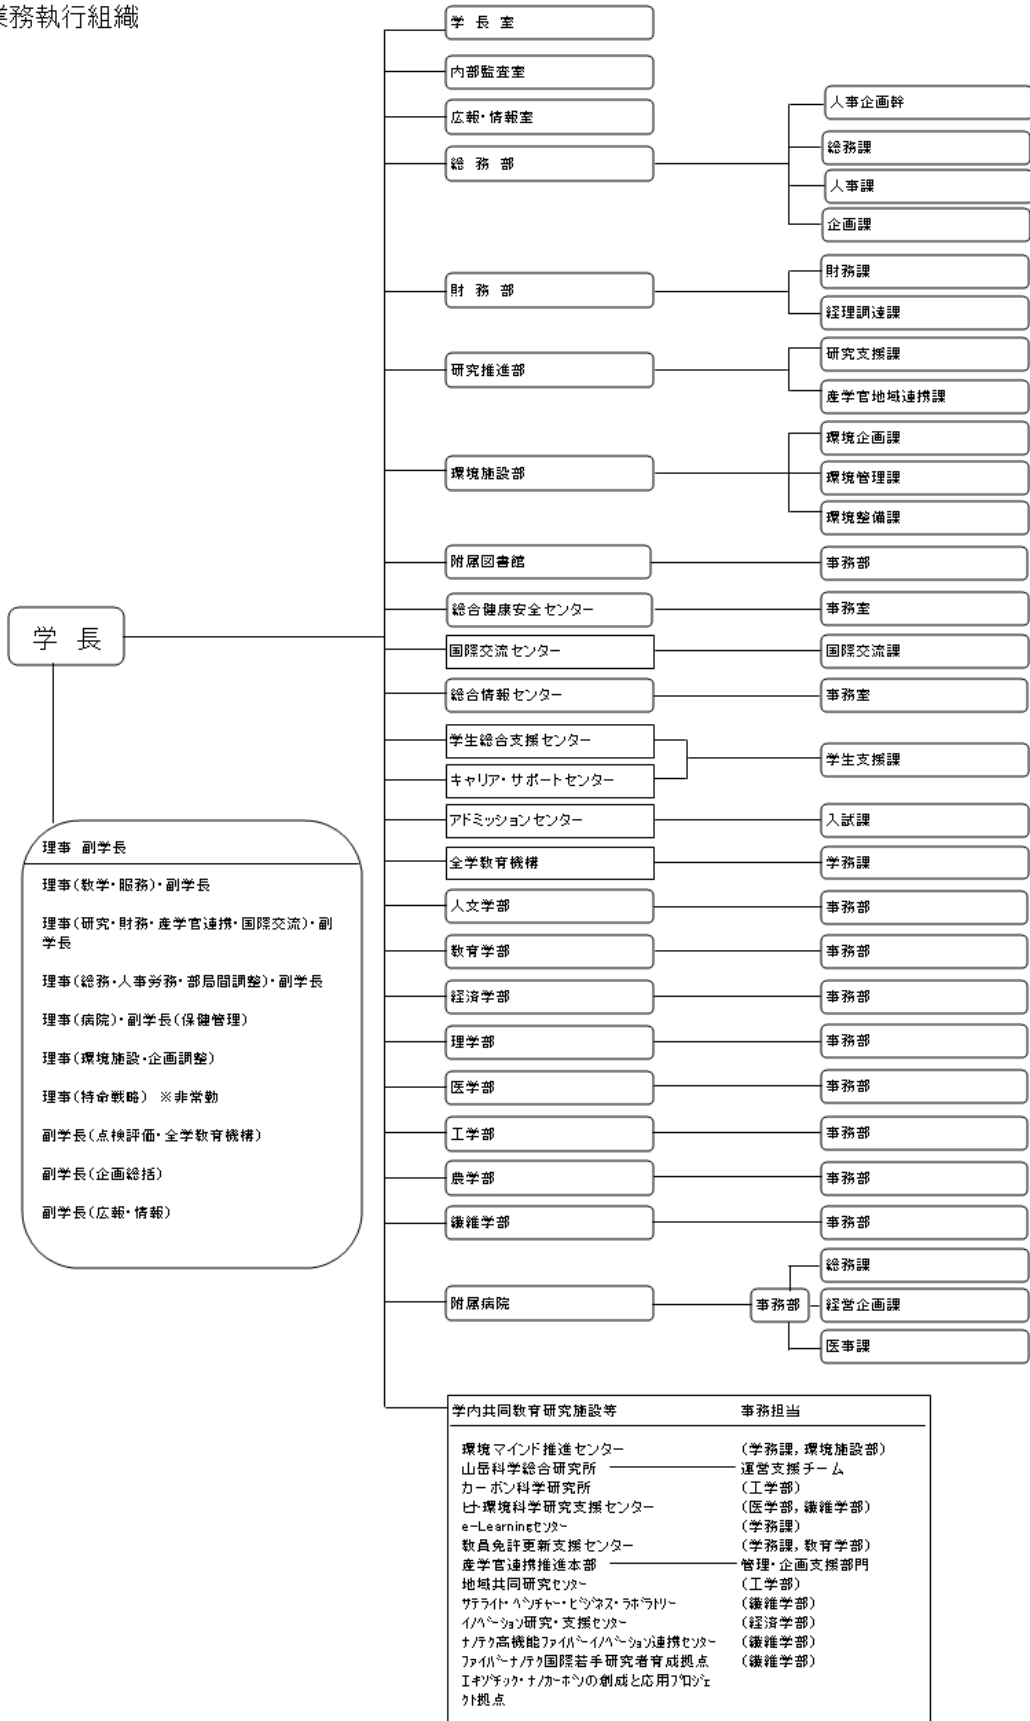 業務執行組織
学 長 室
内部監査室
広報・情報室
総 務 部
人事企画幹
総務課
人事課
企画課
財 務 部
財務課
経理調達課
研究推進部
研究支援課
産学官地域連携課
環境施設部
環境企画課
環境管理課
環境整備課
附属図書館
事務部
総合健康安全センター
事務室
国際交流センター
国際交流課
総合情報センター
事務室
学生総合支援センター
キャリア・サポートセンター
学生支援課
アドミッションセンター
入試課
全学教育機構
学務課
人文学部
事務部
教育学部
事務部
経済学部
事務部
理学部
事務部
医学部
事務部
工学部
事務部
農学部
事務部
繊維学部
事務部
附属病院
事務部
総務課
経営企画課
医事課
学 長
理事 副学長
理事(教学・服務)・副学長
理事(研究・財務・産学官連携・国際交流)・副
学長
理事(総務・人事労務・部局間調整)・副学長
理事(病院)・副学長(保健管理)
理事(環境施設・企画調整)
理事(特命戦略) ※非常勤
副学長(点検評価・全学教育機構)
副学長(企画総括)
副学長(広報・情報)
学内共同教育研究施設等 事務担当
環境マインド推進センター (学務課, 環境施設部)
山岳科学総合研究所 運営支援チーム
カーボン科学研究所 (工学部)
ヒト環境科学研究支援センター (医学部, 繊維学部)
e-Learningセンター (学務課)
教員免許更新支援センター (学務課, 教育学部)
産学官連携推進本部 管理・企画支援部門
地域共同研究センター (工学部)
サテライト・ベンチャー・ビジネス・ラボラトリー (繊維学部)
イノベーション研究・支援センター (経済学部)
ナノテク高機能ファイバーイノベーション連携センター (繊維学部)
ファイバーナノテク国際若手研究者育成拠点 (繊維学部)
エキゾチック・ナノカーボンの創成と応用プロジェ
クト拠点